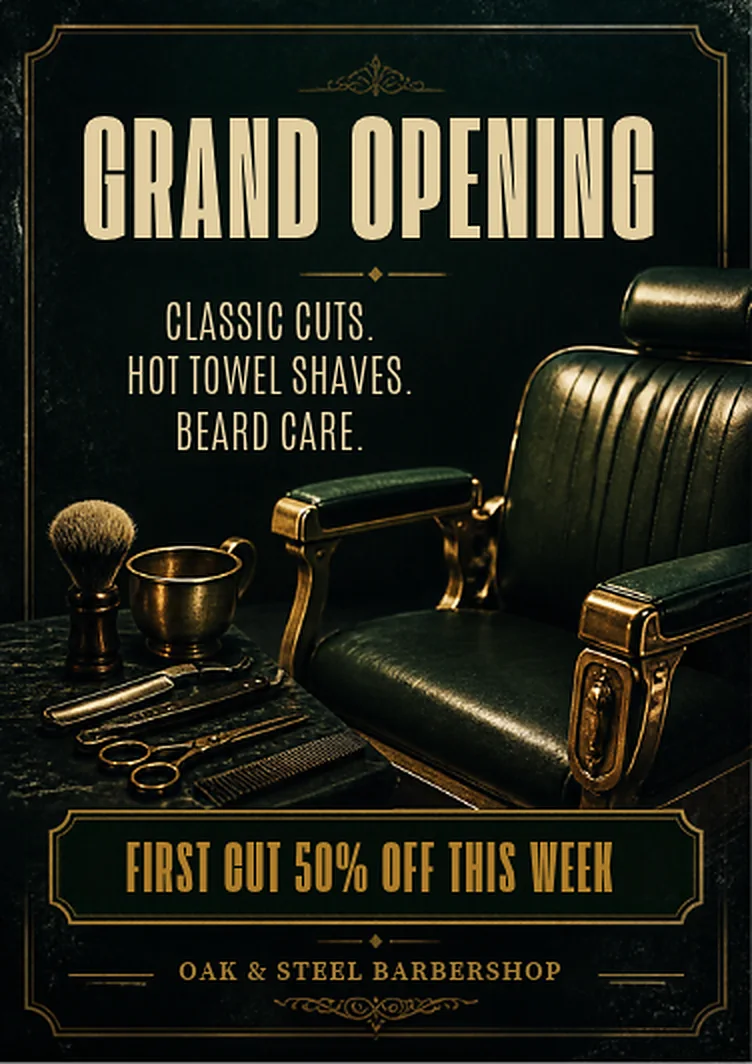 GRAND OPENING
CLASSIC CUTS.
HOT TOWEL SHAVES.
BEARD CARE.
FIRST CUT 50% OFF THIS WEEK
OAK & STEEL BARBERSHOP